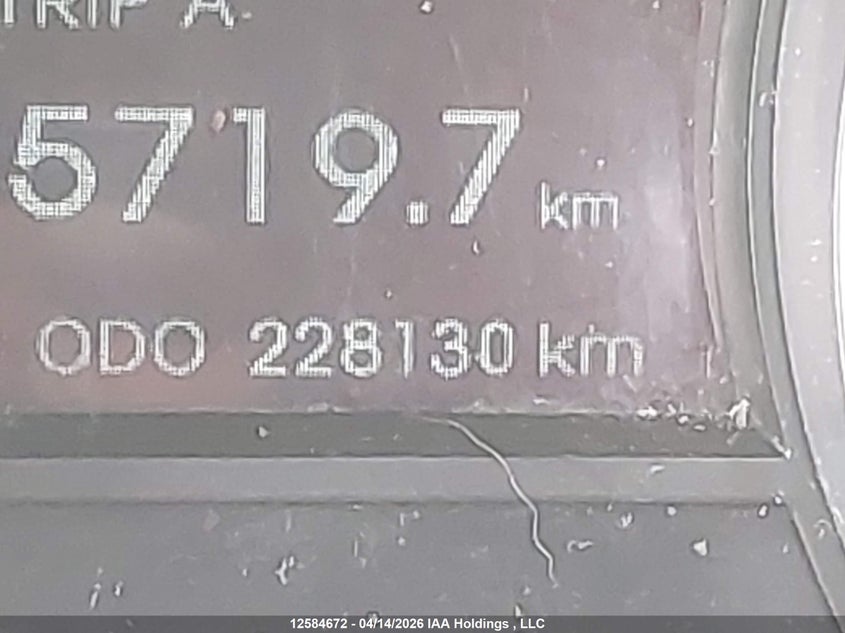 TRIP A
5719.7 km
ODO 228130 km
12584672 - 04/14/2026 IAA Holdings , LLC